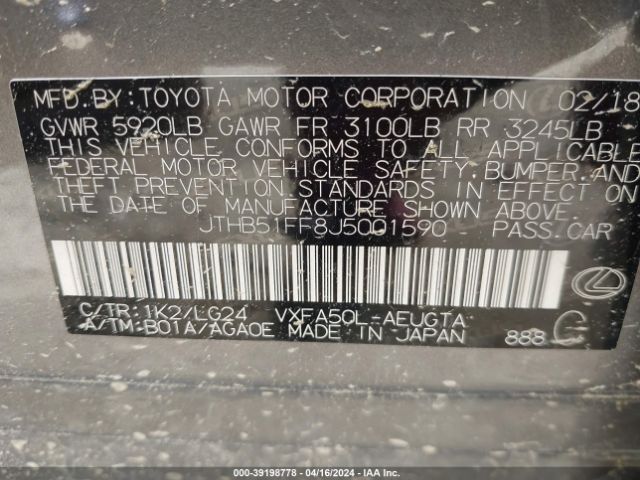 MFD.BY:TOYOTA MOTOR CORPORATION 02/18
GVWR 5920LB GAWR FR 3100LB RR 3245LB
THIS VEHICLE CONFORMS TO ALL APPLICABLE
FEDERAL MOTOR VEHICLE SAFETY,BUMPER,AND
THEFT PREVENTION STANDARDS IN EFFECT ON
THE DATE OF MANUFACTURE SHOWN ABOVE.
JTHB51FF8J5001590 PASS.CAR
C/TR:1K2/LG24 VXFA50L-AEUGTA
A/TM:B01A/AGA0E MADE IN JAPAN 888
000-39198778 - 04/16/2024 - IAA Inc.